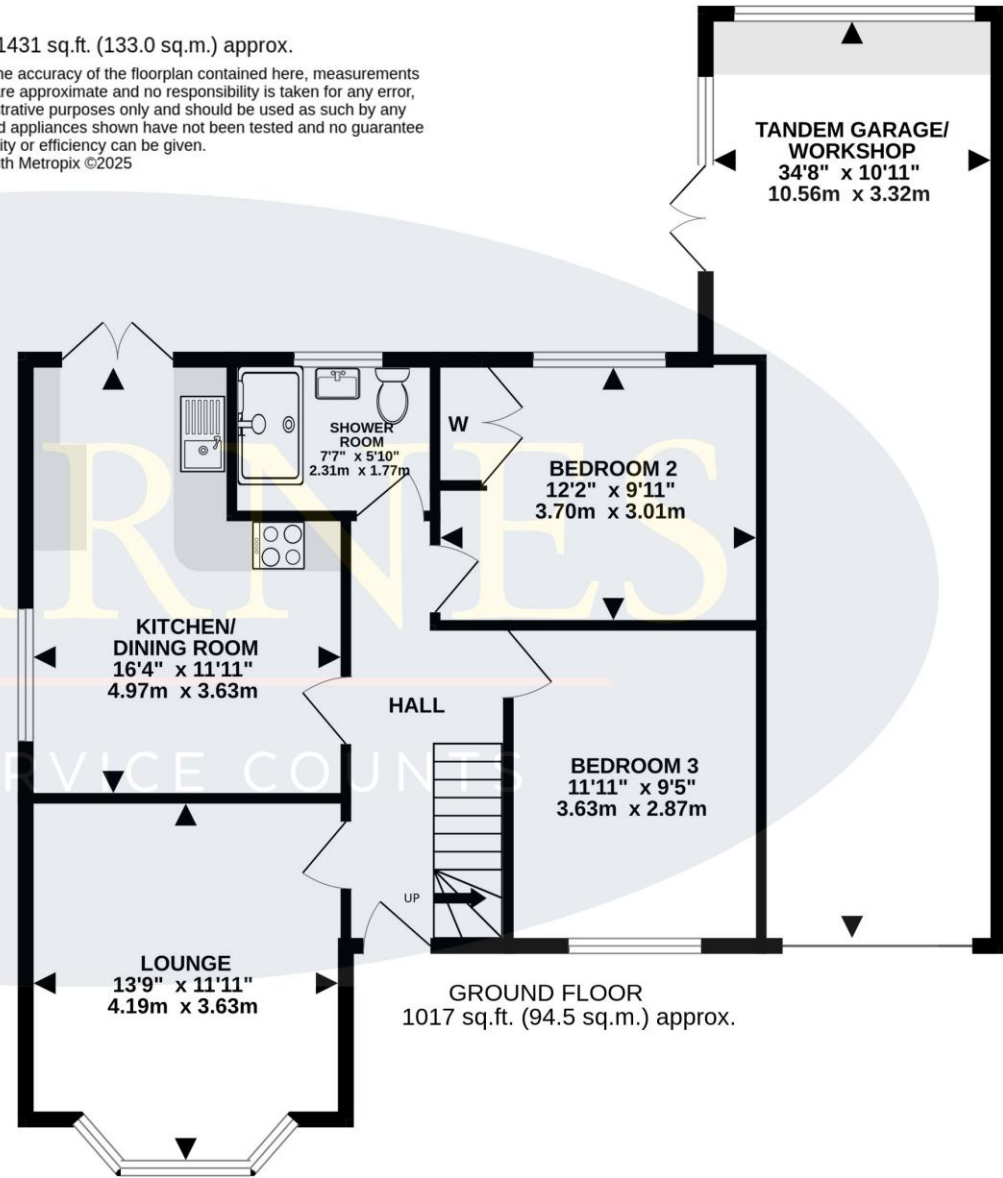 1431 sq.ft. (133.0 sq.m.) approx.
he accuracy of the floorplan contained here, measurements
re approximate and no responsibility is taken for any error,
strative purposes only and should be used as such by any
d appliances shown have not been tested and no guarantee
ity or efficiency can be given.
th Metropix ©2025
TANDEM GARAGE/
WORKSHOP
34'8" x 10'11"
10.56m x 3.32m
SHOWER
ROOM
7'7" x 5'10"
2.31m x 1.77m
W
BEDROOM 2
12'2" x 9'11"
3.70m x 3.01m
RNES
KITCHEN/
DINING ROOM
16'4" x 11'11"
4.97m x 3.63m
HALL
RVICE COUNTS
BEDROOM 3
11'11" x 9'5"
3.63m x 2.87m
UP
LOUNGE
13'9" x 11'11"
4.19m x 3.63m
GROUND FLOOR
1017 sq.ft. (94.5 sq.m.) approx.